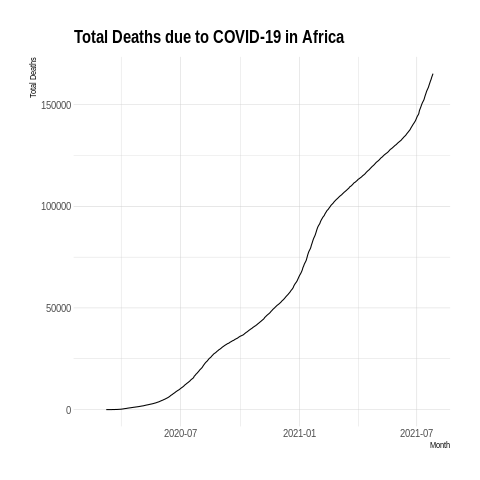 Total Deaths due to COVID-19 in Africa
Total Deaths
150000
100000
50000
0
2020-07
2021-01
2021-07
Month